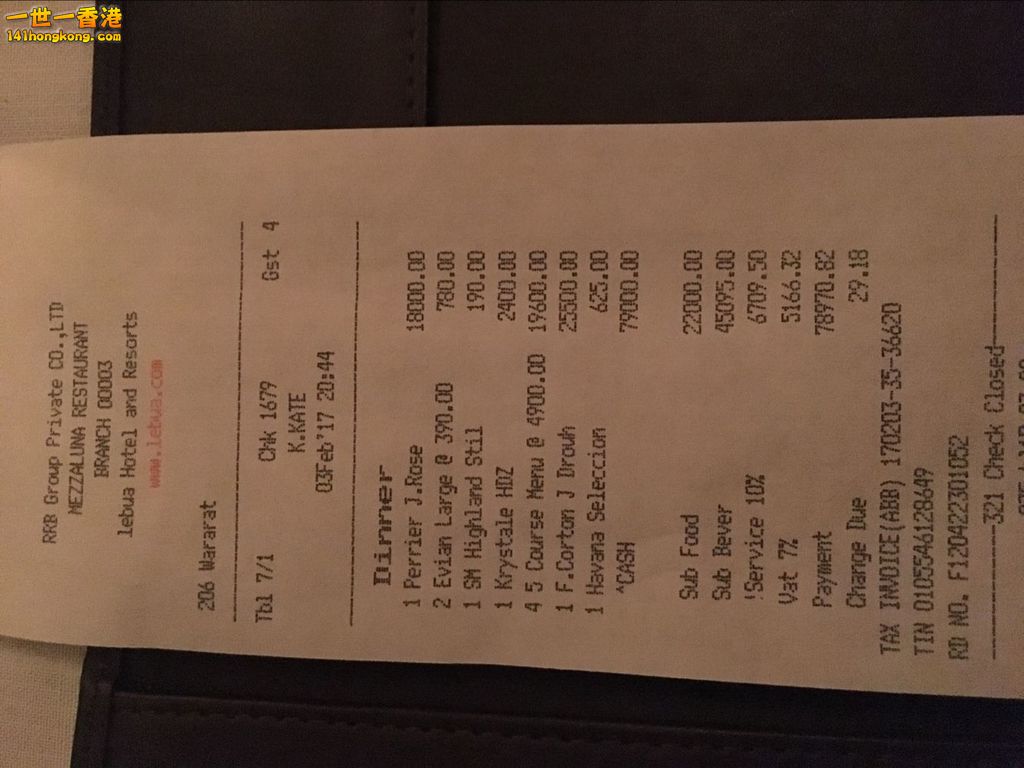 一世一香港
141hongkong.com
RRB Group Private CO.,LTD
MEZZALUNA RESTAURANT
BRANCH 00003
lebua Hotel and Resorts
www.lebua.com
206 Wararat
Tbl 7/1 Chk 1679 Gst 4
K.KATE
03Feb'17 20:44
Dinner
1 Perrier J.Rose 18000.00
2 Evian Large @ 390.00 780.00
1 SM Highland Stil 190.00
1 Krystale HDZ 2400.00
4 5 Course Menu @ 4900.00 19600.00
1 F.Corton J Drouh 25500.00
1 Havana Seleccion 625.00
^CASH 79000.00
Sub Food 22000.00
Sub Bever 45095.00
!Service 10% 6709.50
Vat 7% 5166.32
Payment 78970.82
Change Due 29.18
TAX INVOICE(ABB) 170203-35-36620
TIN 0105546128649
RD NO. F120422301052
321 Check Closed